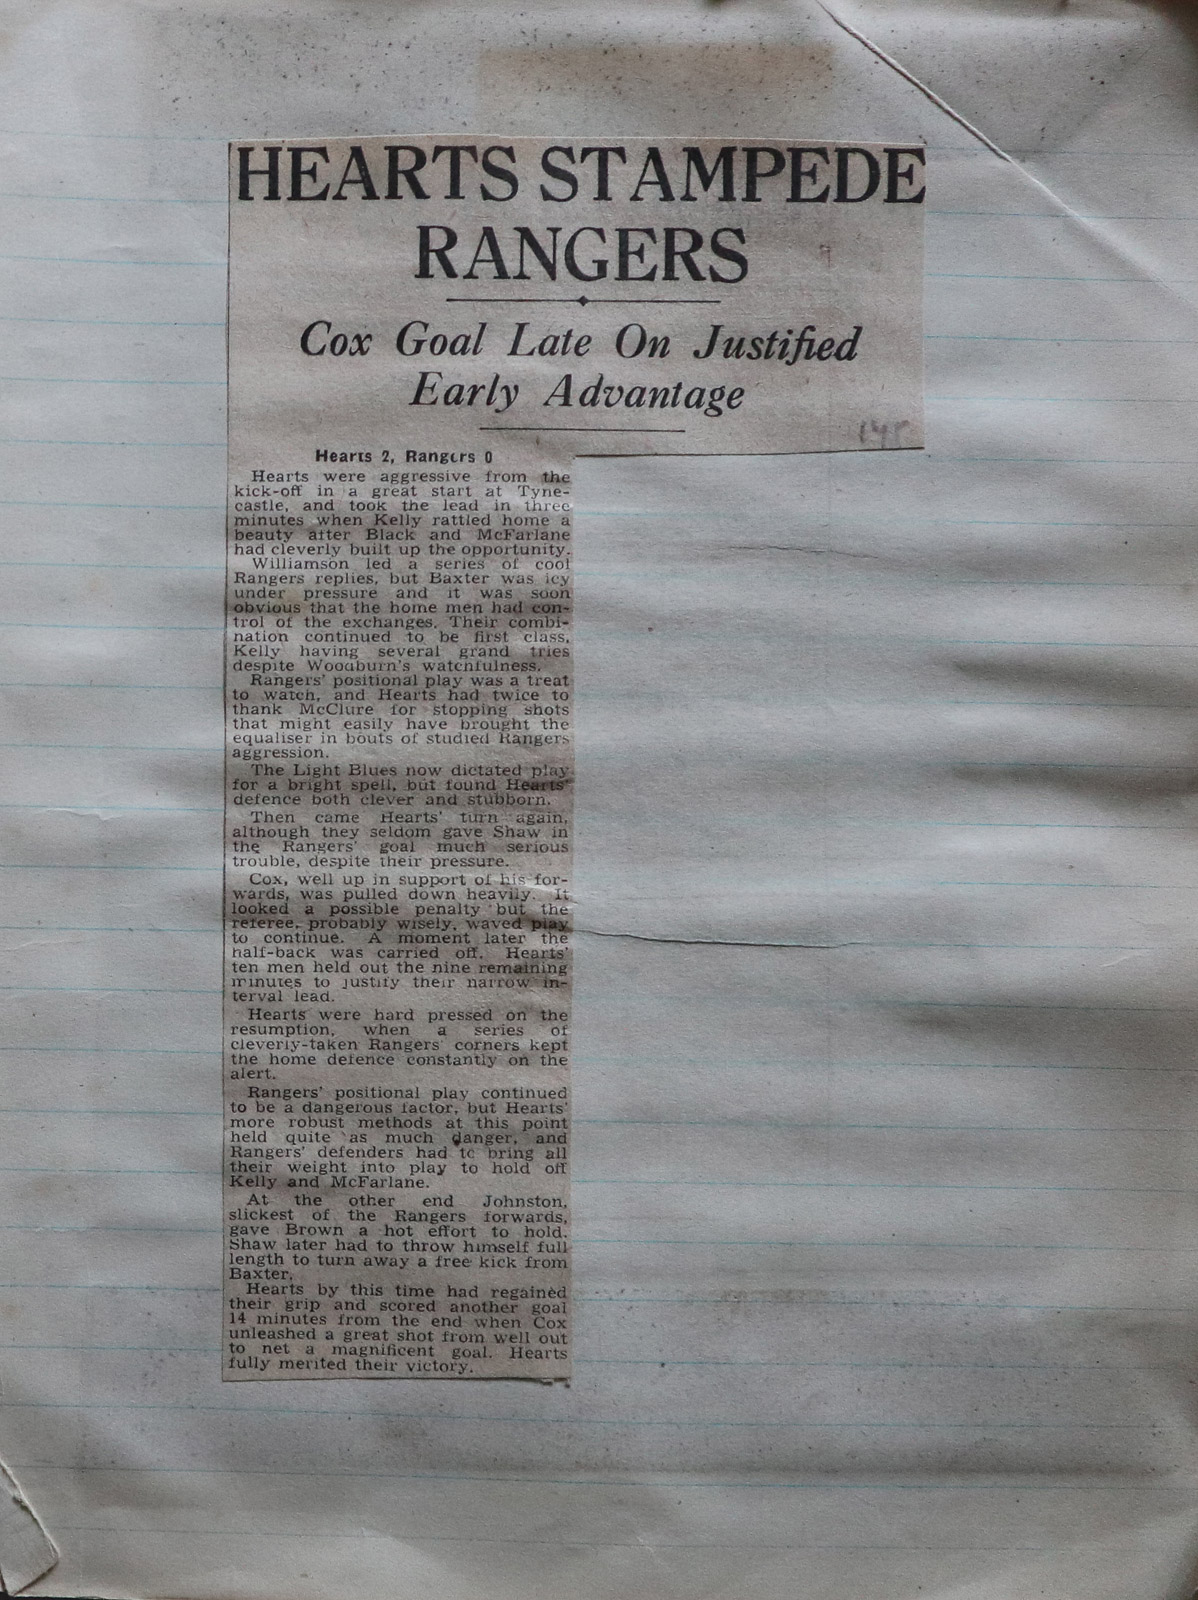 HEARTS STAMPEDE
RANGERS
Cox Goal Late On Justified
Early Advantage
Hearts 2, Rangers 0
Hearts were aggressive from the
kick-off in a great start at Tyne-
castle, and took the lead in three
minutes when Kelly rattled home a
beauty after Black and McFarlane
had cleverly built up the opportunity.
Williamson led a series of cool
Rangers replies, but Baxter was icy
under pressure and it was soon
obvious that the home men had con-
trol of the exchanges. Their combi-
nation continued to be first class,
Kelly having several grand tries
despite Woodburn's watchfulness.
Rangers' positional play was a treat
to watch, and Hearts had twice to
thank McClure for stopping shots
that might easily have brought the
equaliser in bouts of studied Rangers
aggression.
The Light Blues now dictated play
for a bright spell, but found Hearts'
defence both clever and stubborn.
Then came Hearts' turn again,
although they seldom gave Shaw in
the Rangers' goal much serious
trouble, despite their pressure.
Cox, well up in support of his for-
wards, was pulled down heavily. It
looked a possible penalty but the
referee, probably wisely, waved play
to continue. A moment later the
half-back was carried off. Hearts'
ten men held out the nine remaining
minutes to justify their narrow in-
terval lead.
Hearts were hard pressed on the
resumption, when a series of
cleverly-taken Rangers' corners kept
the home defence constantly on the
alert.
Rangers' positional play continued
to be a dangerous factor, but Hearts'
more robust methods at this point
held quite as much danger, and
Rangers' defenders had to bring all
their weight into play to hold off
Kelly and McFarlane.
At the other end Johnston,
slickest of the Rangers forwards,
gave Brown a hot effort to hold.
Shaw later had to throw himself full
length to turn away a free kick from
Baxter.
Hearts by this time had regained
their grip and scored another goal
14 minutes from the end when Cox
unleashed a great shot from well out
to net a magnificent goal. Hearts
fully merited their victory.